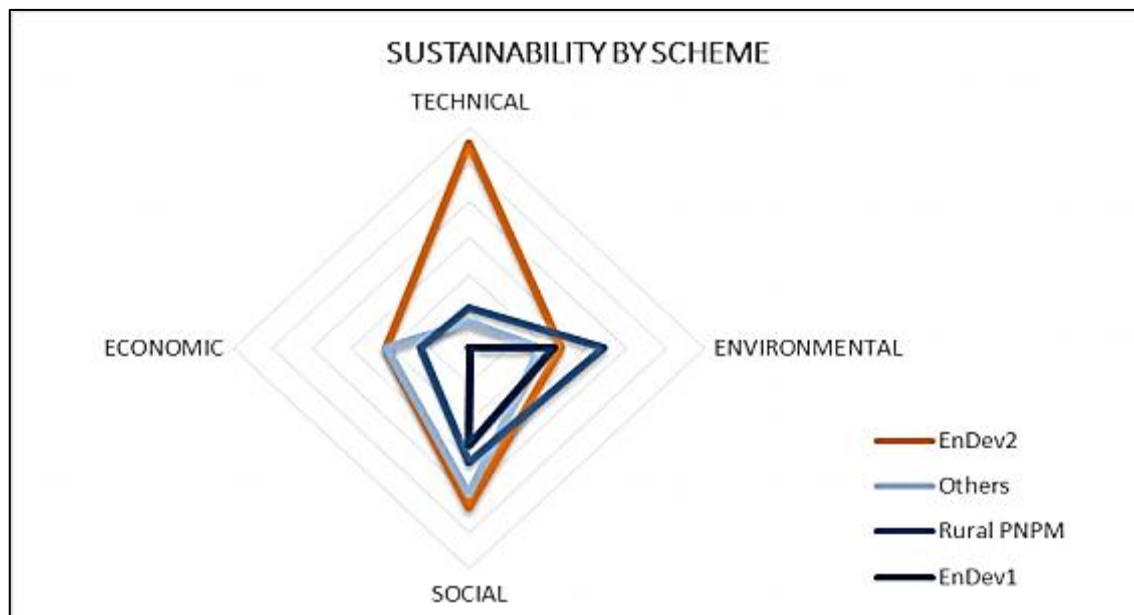 SUSTAINABILITY BY SCHEME
TECHNICAL
ECONOMIC
ENVIRONMENTAL
EnDev2
Others
Rural PNPM
EnDev1
SOCIAL